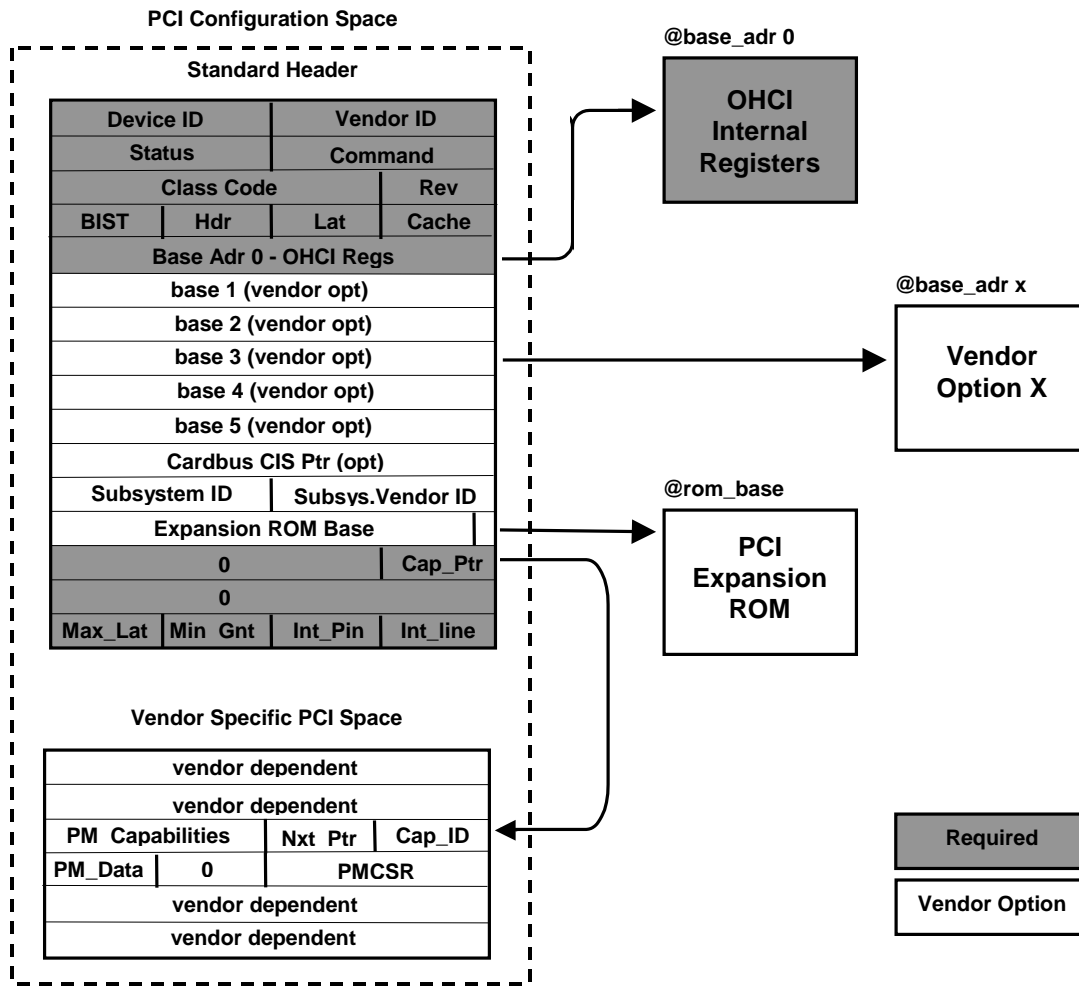 PCI Configuration Space
Standard Header
Device ID Vendor ID
Status Command
Class Code Rev
BIST Hdr Lat Cache
Base Adr 0 - OHCI Regs
base 1 (vendor opt)
base 2 (vendor opt)
base 3 (vendor opt)
base 4 (vendor opt)
base 5 (vendor opt)
Cardbus CIS Ptr (opt)
Subsystem ID Subsys.Vendor ID
Expansion ROM Base
0 Cap_Ptr
0
Max_Lat Min Gnt Int_Pin Int_line
Vendor Specific PCI Space
vendor dependent
vendor dependent
PM Capabilities Nxt Ptr Cap_ID
PM_Data 0 PMCSR
vendor dependent
vendor dependent
@base_adr 0
OHCI
Internal
Registers
@base_adr x
Vendor
Option X
@rom_base
PCI
Expansion
ROM
Required
Vendor Option